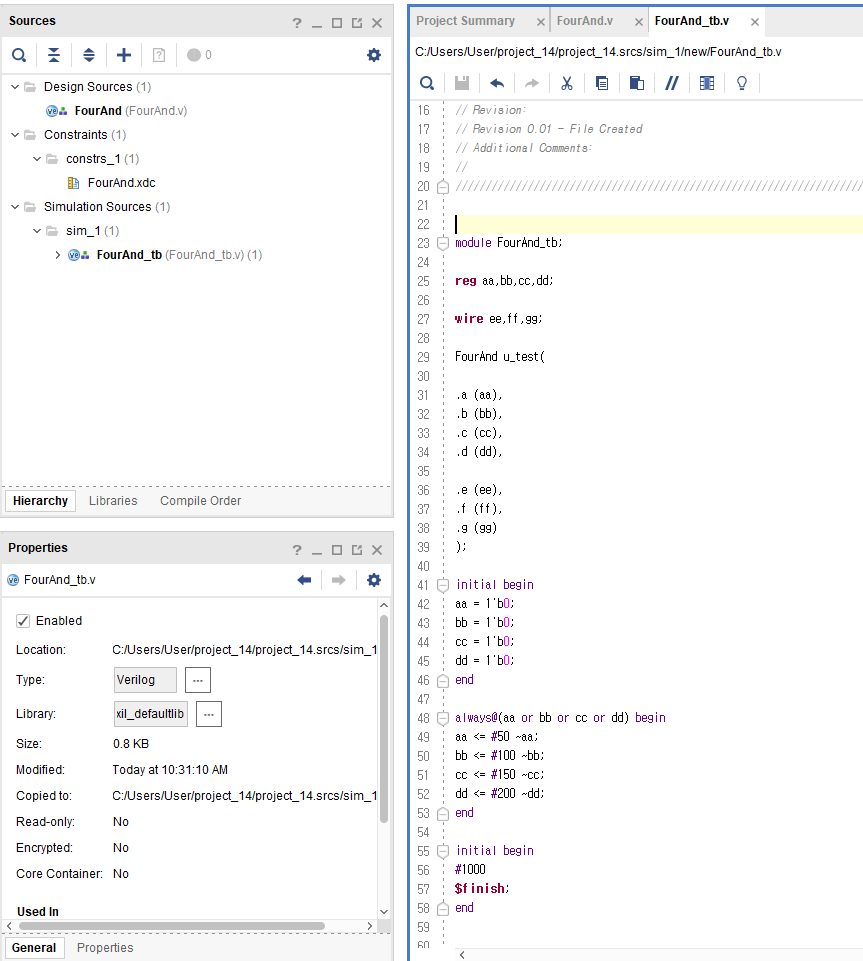 Sources
? _
0
Design Sources (1)
FourAnd (FourAnd.v)
Constraints (1)
constrs_1 (1)
FourAnd.xdc
Simulation Sources (1)
sim_1 (1)
FourAnd_tb (FourAnd_tb.v) (1)
Hierarchy Libraries Compile Order
Properties
FourAnd_tb.v
Enabled
Location: C:/Users/User/project_14/project_14.srcs/sim_1
Type: Verilog ...
Library: xil_defaultlib ...
Size: 0.8 KB
Modified: Today at 10:31:10 AM
Copied to: C:/Users/User/project_14/project_14.srcs/sim_1
Read-only: No
Encrypted: No
Core Container: No
Used In
General Properties
Project Summary × FourAnd.v × FourAnd_tb.v ×
C:/Users/User/project_14/project_14.srcs/sim_1/new/FourAnd_tb.v
16 // Revision:
17 // Revision 0.01 - File Created
18 // Additional Comments:
19 //
20 //////////////////////////////////////////////////////////////////////
21
22
23 module FourAnd_tb;
24
25 reg aa,bb,cc,dd;
26
27 wire ee,ff,gg;
28
29 FourAnd u_test(
30
31 .a (aa),
32 .b (bb),
33 .c (cc),
34 .d (dd),
35
36 .e (ee),
37 .f (ff),
38 .g (gg)
39 );
40
41 initial begin
42 aa = 1'b0;
43 bb = 1'b0;
44 cc = 1'b0;
45 dd = 1'b0;
46 end
47
48 always@(aa or bb or cc or dd) begin
49 aa <= #50 ~aa;
50 bb <= #100 ~bb;
51 cc <= #150 ~cc;
52 dd <= #200 ~dd;
53 end
54
55 initial begin
56 #1000
57 $finish;
58 end
59
60